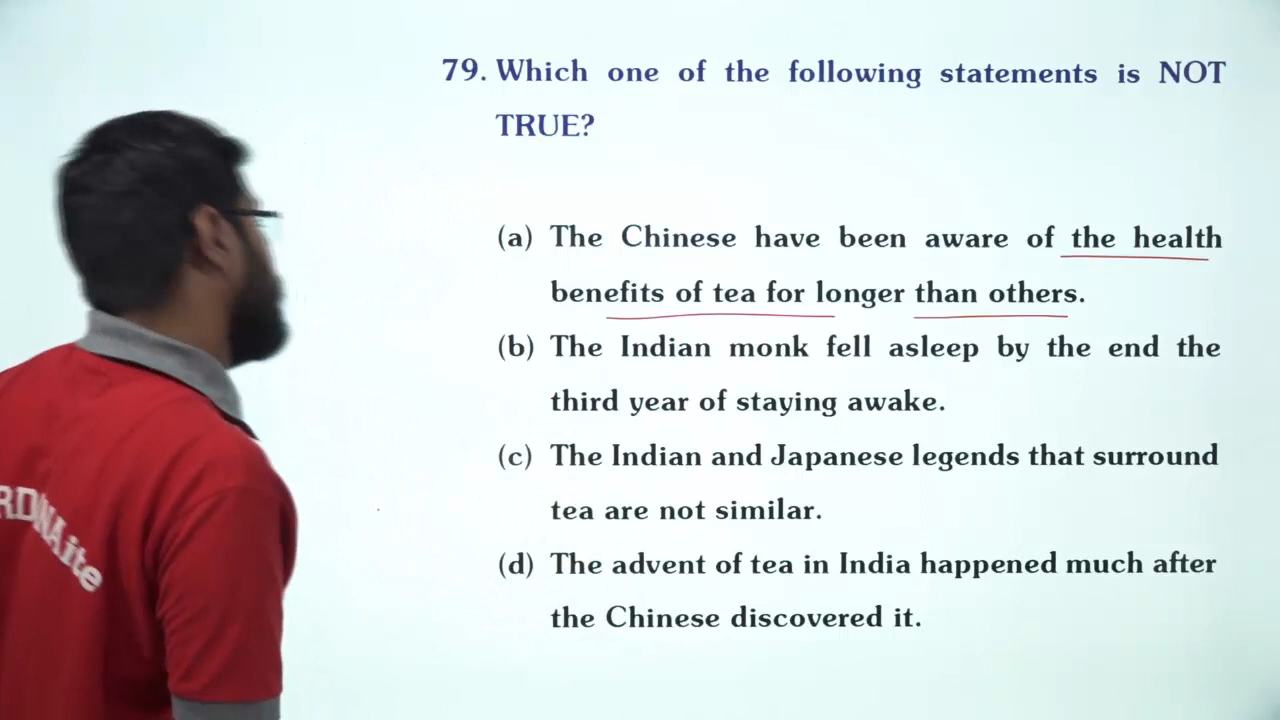 79. Which one of the following statements is NOT
TRUE?
(a) The Chinese have been aware of the health
benefits of tea for longer than others.
(b) The Indian monk fell asleep by the end the
third year of staying awake.
(c) The Indian and Japanese legends that surround
tea are not similar.
(d) The advent of tea in India happened much after
the Chinese discovered it.